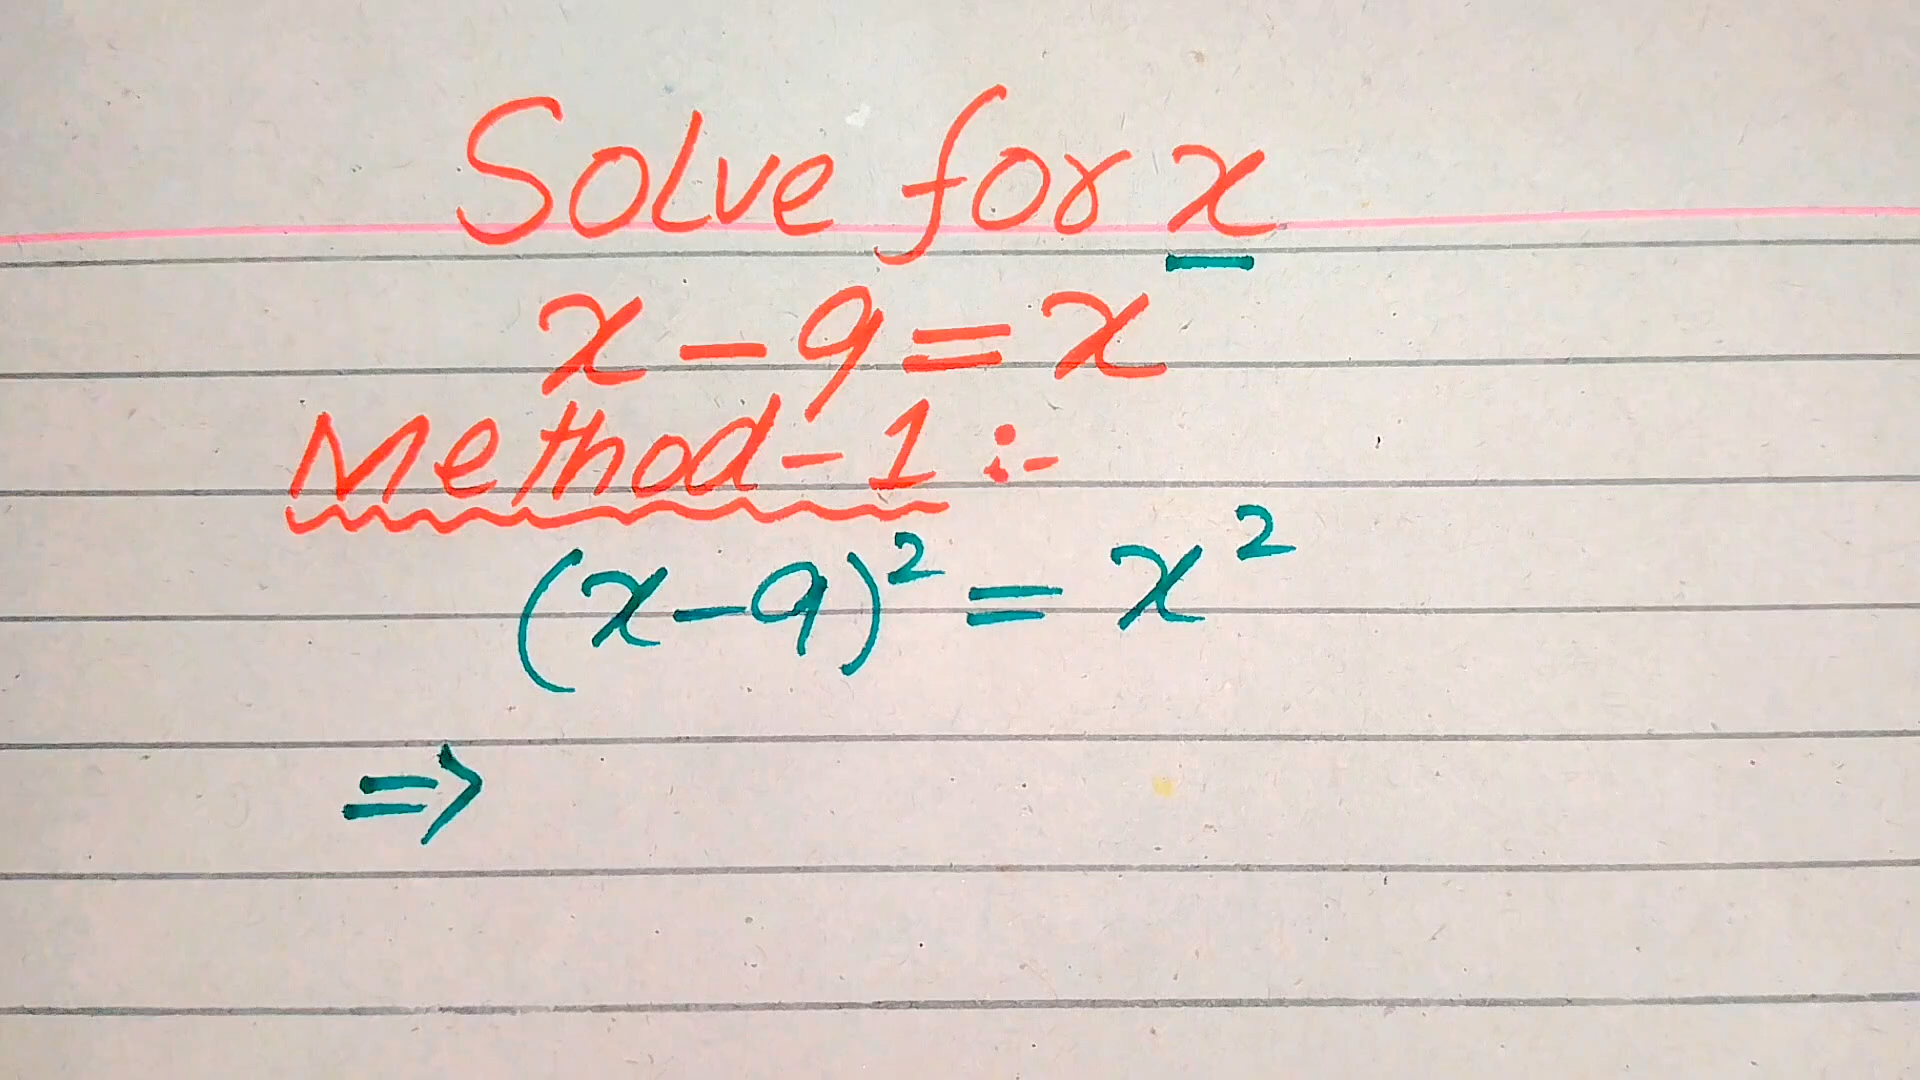 Solve for x
x - 9 = x
Method-1 :-
(x-9)² = x²
⇒